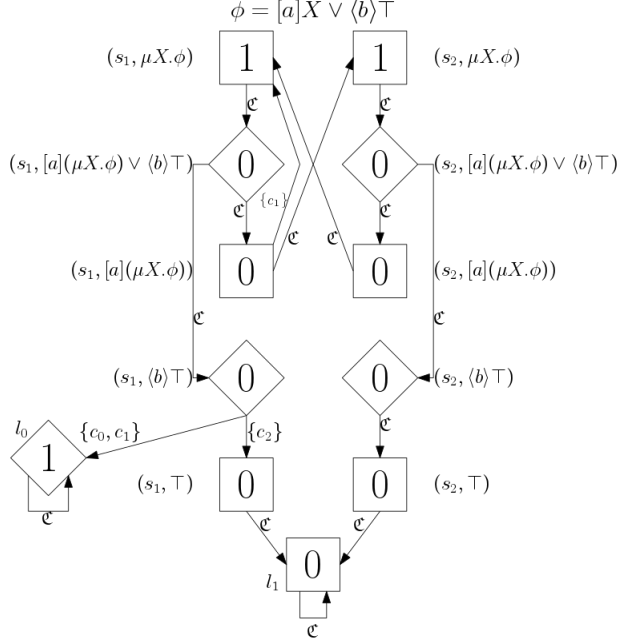 ϕ = [a]X ∨ ⟨b⟩⊤
(s₁, μX.ϕ) 1 1 (s₂, μX.ϕ)
ℭ ℭ
(s₁, [a](μX.ϕ) ∨ ⟨b⟩⊤) 0 0 (s₂, [a](μX.ϕ) ∨ ⟨b⟩⊤)
ℭ {c₁} ℭ
ℭ ℭ
(s₁, [a](μX.ϕ)) 0 0 (s₂, [a](μX.ϕ))
ℭ ℭ
(s₁, ⟨b⟩⊤) 0 0 (s₂, ⟨b⟩⊤)
l₀ {c₀, c₁} {c₂} ℭ
1
(s₁, ⊤) 0 0 (s₂, ⊤)
ℭ ℭ ℭ
0
l₁
ℭ